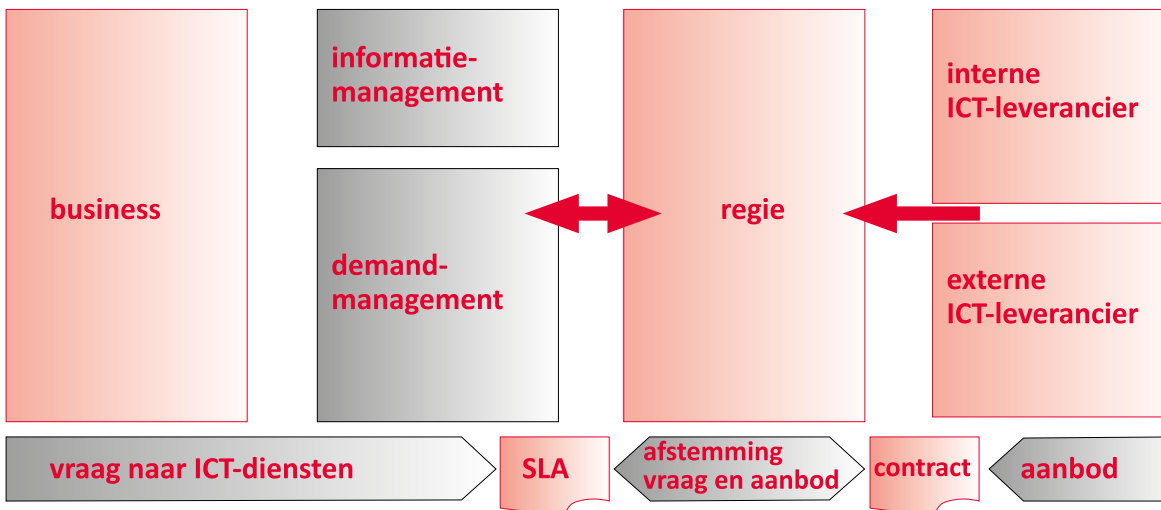 business
informatie-
management
demand-
management
regie
interne
ICT-leverancier
externe
ICT-leverancier
vraag naar ICT-diensten
SLA
afstemming
vraag en aanbod
contract
aanbod